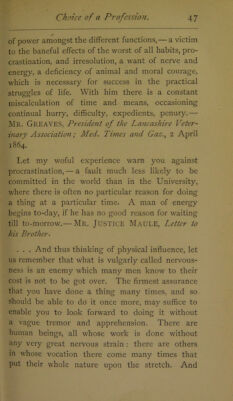 Choice of a Profession. 47
of power amongst the different functions,—a victim
to the baneful effects of the worst of all habits, pro-
crastination, and irresolution, a want of nerve and
energy, a deficiency of animal and moral courage,
which is necessary for success in the practical
struggles of life. With him there is a constant
miscalculation of time and means, occasioning
continual hurry, difficulty, expedients, penury.—
MR. GREAVES, President of the Lancashire Veter-
inary Association; Med. Times and Gaz., 2 April
1864.
Let my woful experience warn you against
procrastination,—a fault much less likely to be
committed in the world than in the University,
where there is often no particular reason for doing
a thing at a particular time. A man of energy
begins to-day, if he has no good reason for waiting
till to-morrow.—MR. JUSTICE MAULE, Letter to
his Brother.
. . . And thus thinking of physical influence, let
us remember that what is vulgarly called nervous-
ness is an enemy which many men know to their
cost is not to be got over. The firmest assurance
that you have done a thing many times, and so
should be able to do it once more, may suffice to
enable you to look forward to doing it without
a vague tremor and apprehension. There are
human beings, all whose work is done without
any very great nervous strain: there are others
in whose vocation there come many times that
put their whole nature upon the stretch. And